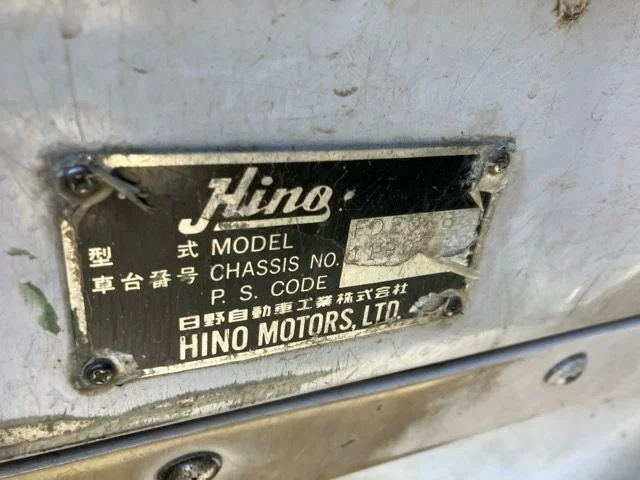 Hino
型 式 MODEL
車台番号 CHASSIS NO.
P. S. CODE
日野自動車工業株式会社
HINO MOTORS, LTD.